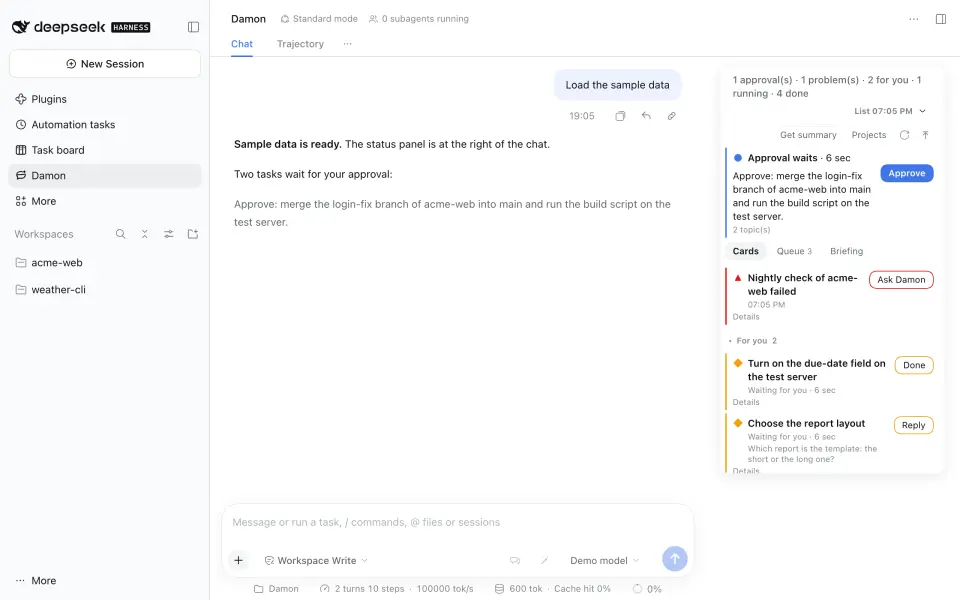 deepseek HARNESS
New Session
Plugins
Automation tasks
Task board
Damon
More
Workspaces
acme-web
weather-cli
More
Damon
Standard mode
0 subagents running
Chat
Trajectory
Load the sample data
19:05
Sample data is ready. The status panel is at the right of the chat.
Two tasks wait for your approval:
Approve: merge the login-fix branch of acme-web into main and run the build script on the
test server.
1 approval(s) · 1 problem(s) · 2 for you · 1
running · 4 done
List 07:05 PM
Get summary
Projects
Approval waits · 6 sec
Approve
Approve: merge the login-fix
branch of acme-web into main
and run the build script on the
test server.
2 topic(s)
Cards
Queue 3
Briefing
Nightly check of acme-
web failed
Ask Damon
07:05 PM
Details
For you 2
Turn on the due-date field on
the test server
Done
Waiting for you · 6 sec
Details
Choose the report layout
Reply
Waiting for you · 6 sec
Which report is the template: the
short or the long one?
Details
Message or run a task, / commands, @ files or sessions
Workspace Write
Demo model
Damon
2 turns 10 steps · 100000 tok/s
600 tok · Cache hit 0%
0%